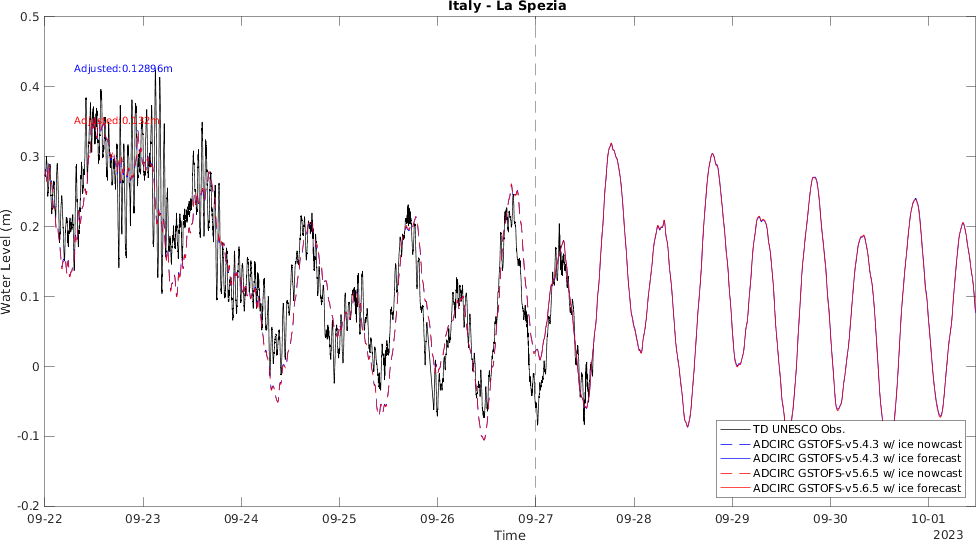 Italy - La Spezia
0.5
0.4
0.3
0.2
0.1
0
-0.1
-0.2
Water Level (m)
Adjusted:0.12896m
Adjusted:0.132m
TD UNESCO Obs.
ADCIRC GSTOFS-v5.4.3 w/ ice nowcast
ADCIRC GSTOFS-v5.4.3 w/ ice forecast
ADCIRC GSTOFS-v5.6.5 w/ ice nowcast
ADCIRC GSTOFS-v5.6.5 w/ ice forecast
09-22 09-23 09-24 09-25 09-26 09-27 09-28 09-29 09-30 10-01
Time
2023